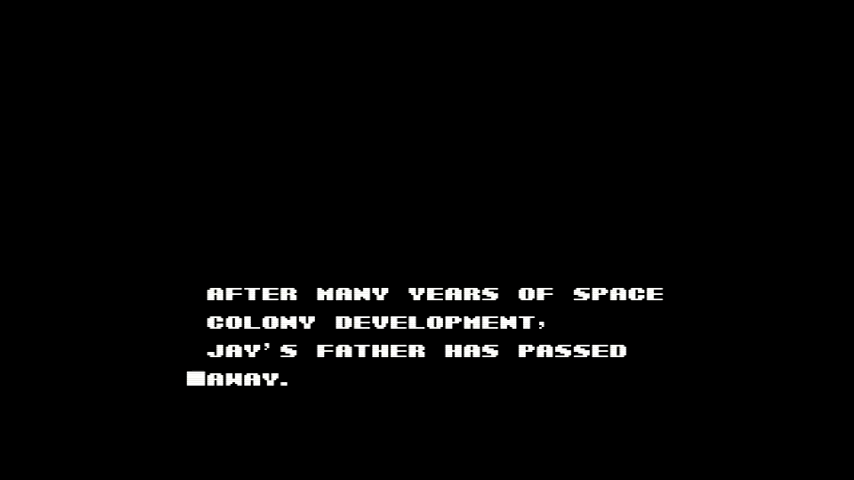 AFTER MANY YEARS OF SPACE
COLONY DEVELOPMENT,
JAY'S FATHER HAS PASSED
AWAY.